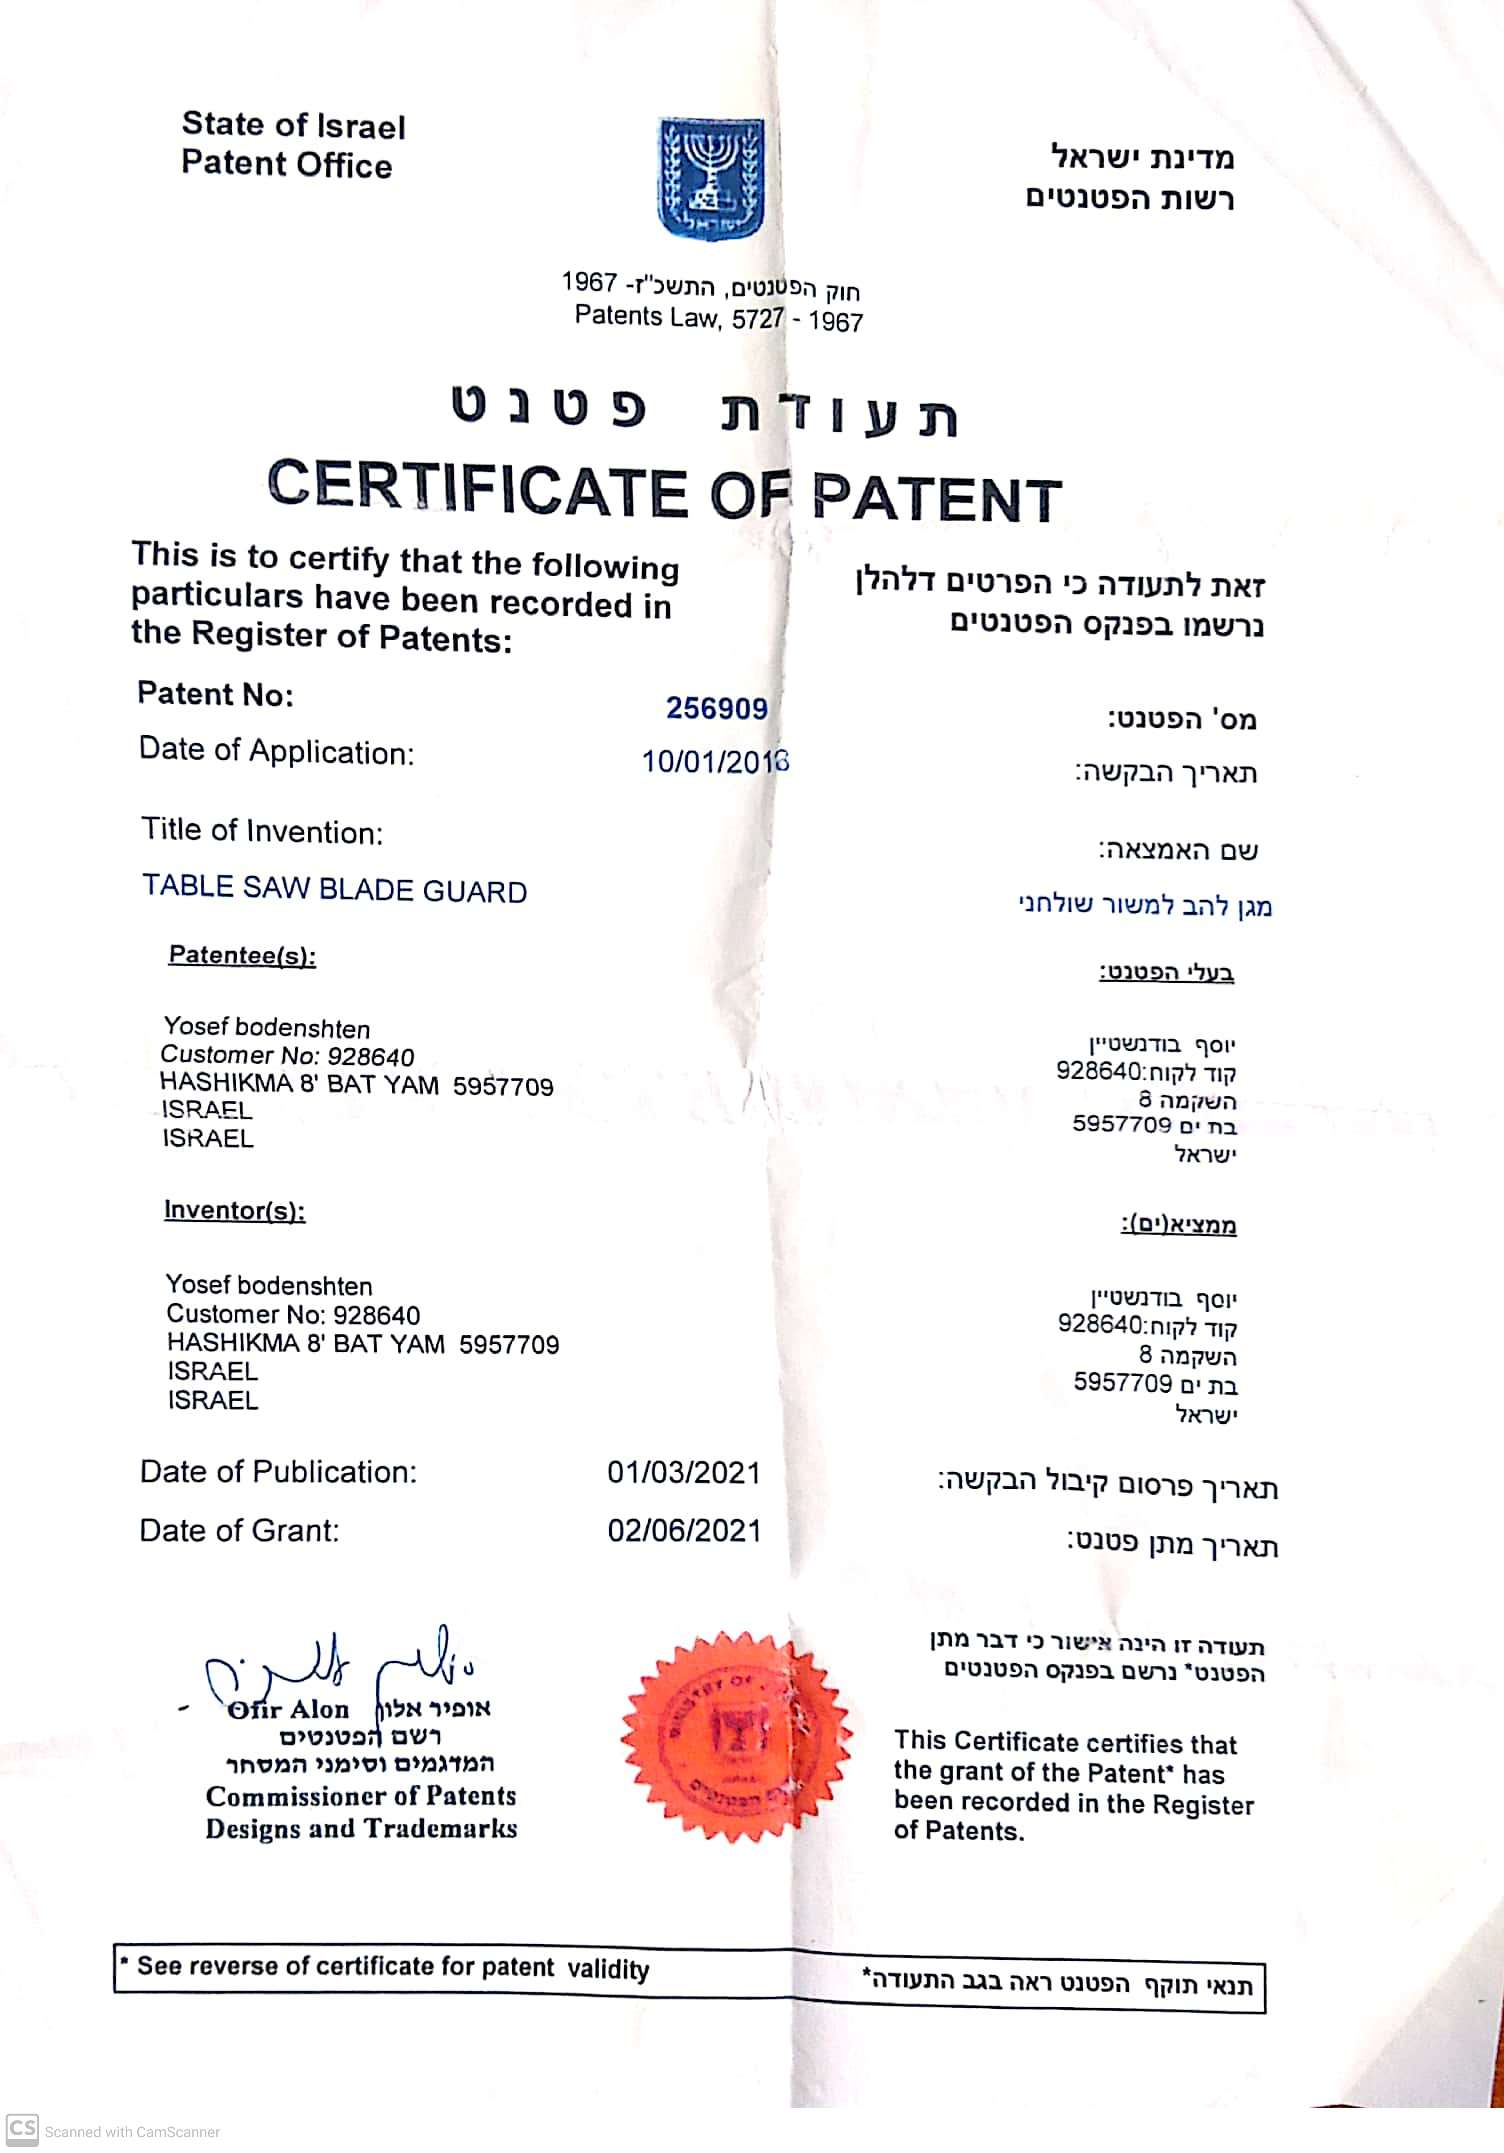 State of Israel
Patent Office
מדינת ישראל
רשות הפטנטים
חוק הפטנטים, התשכ"ז- 1967
Patents Law, 5727 - 1967
תעודת פטנט
CERTIFICATE OF PATENT
This is to certify that the following
particulars have been recorded in
the Register of Patents:
זאת לתעודה כי הפרטים דלהלן
נרשמו בפנקס הפטנטים
Patent No: 256909 מס' הפטנט:
Date of Application: תאריך הבקשה:
Title of Invention: שם האמצאה:
TABLE SAW BLADE GUARD מגן להב למשור שולחני
Patentee(s): בעלי הפטנט:
Yosef bodenshten
Customer No: 928640
HASHIKMA 8' BAT YAM 5957709
ISRAEL
ISRAEL
יוסף בודנשטיין
קוד לקוח:928640
השקמה 8
בת ים 5957709
ישראל
Inventor(s): ממציא(ים):
Yosef bodenshten
Customer No: 928640
HASHIKMA 8' BAT YAM 5957709
ISRAEL
ISRAEL
יוסף בודנשטיין
קוד לקוח:928640
השקמה 8
בת ים 5957709
ישראל
Date of Publication: 01/03/2021 תאריך פרסום קיבול הבקשה:
Date of Grant: 02/06/2021 תאריך מתן פטנט:
Ofir Alon אופיר אלון
רשם הפטנטים
המדגמים וסימני המסחר
Commissioner of Patents
Designs and Trademarks
MINISTRY OF
תעודה זו הינה אישור כי דבר מתן
הפטנט* נרשם בפנקס הפטנטים
This Certificate certifies that
the grant of the Patent* has
been recorded in the Register
of Patents.
* See reverse of certificate for patent validity
תנאי תוקף הפטנט ראה בגב התעודה*
CS Scanned with CamScanner